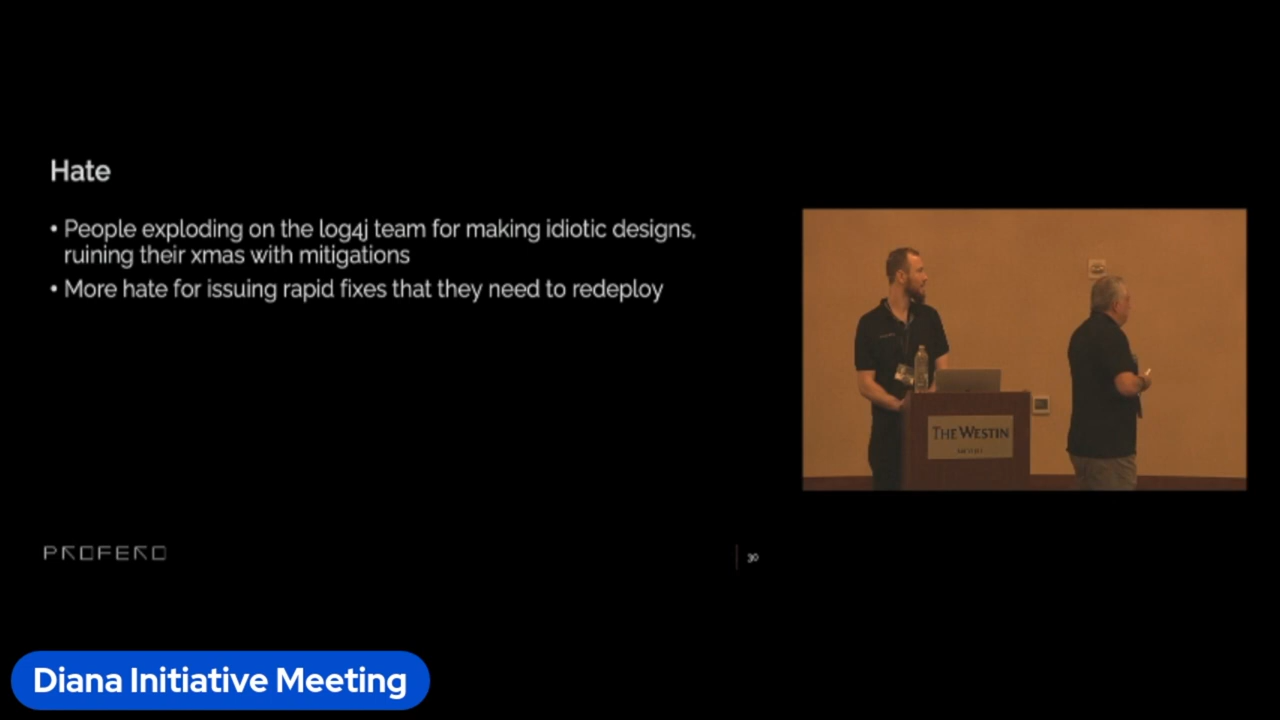 Hate
• People exploding on the log4j team for making idiotic designs,
ruining their xmas with mitigations
• More hate for issuing rapid fixes that they need to redeploy
THE WESTIN
PROFERO
30
Diana Initiative Meeting